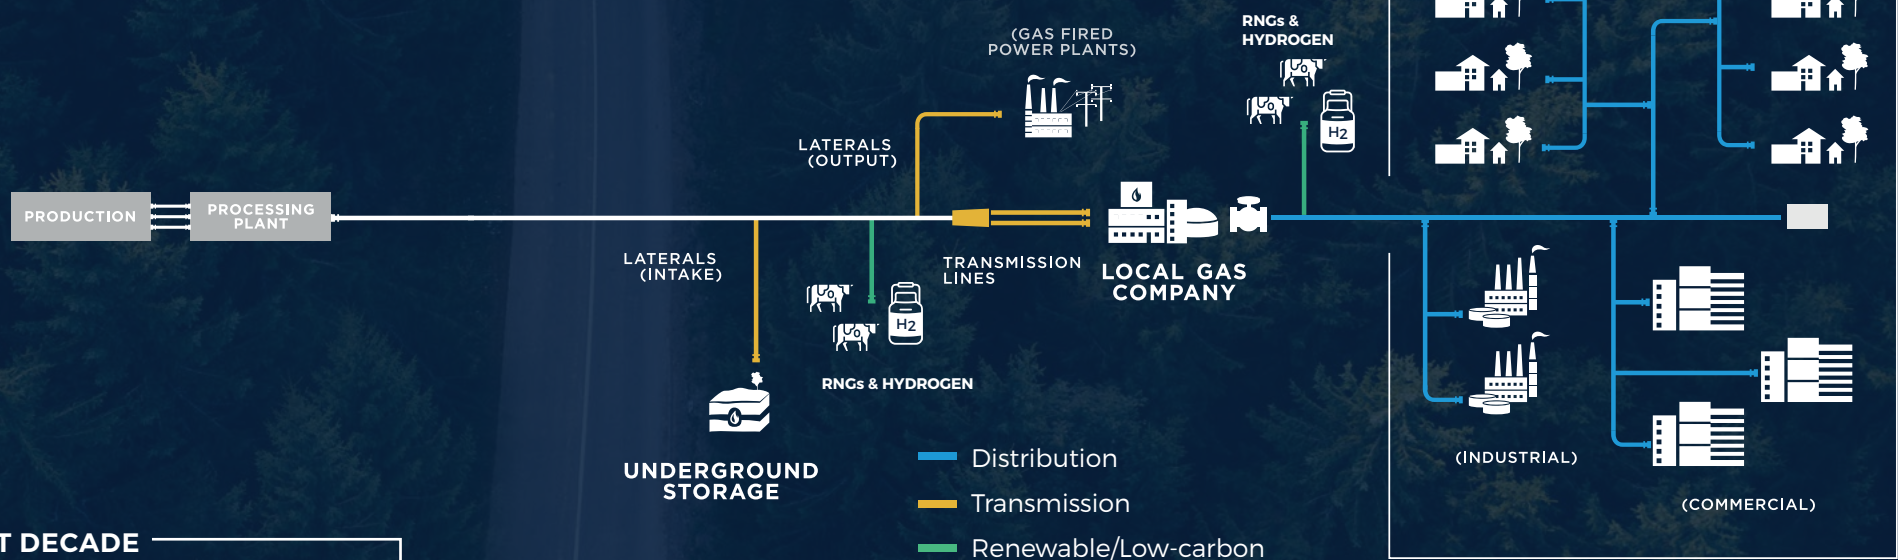 (GAS FIRED
POWER PLANTS)
RNGs &
HYDROGEN
H2
LATERALS
(OUTPUT)
PRODUCTION
PROCESSING
PLANT
LATERALS
(INTAKE)
TRANSMISSION
LINES
LOCAL GAS
COMPANY
H2
RNGs & HYDROGEN
UNDERGROUND
STORAGE
Distribution
Transmission
Renewable/Low-carbon
(INDUSTRIAL)
(COMMERCIAL)
T DECADE